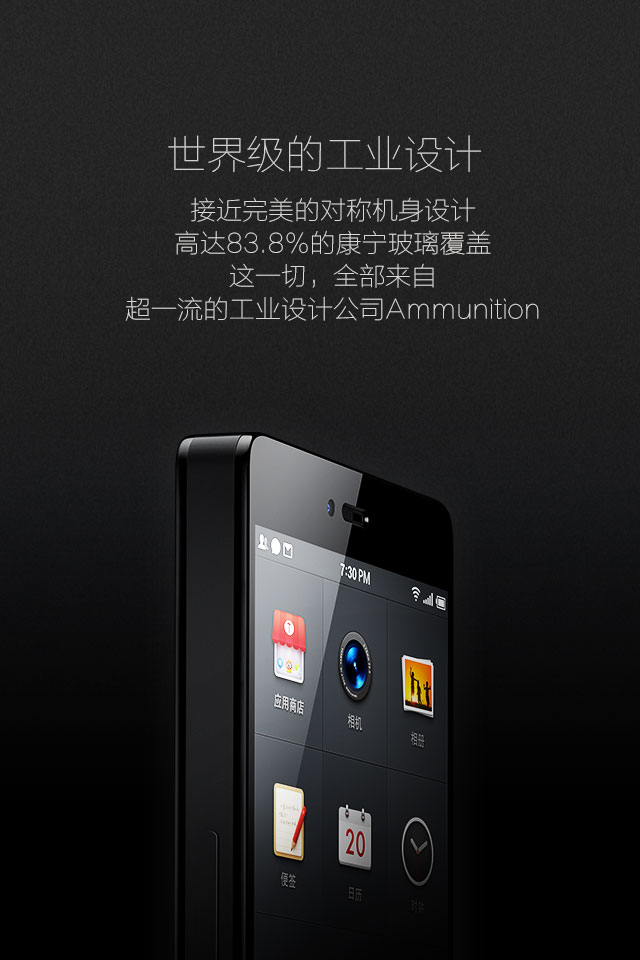 世界级的工业设计
接近完美的对称机身设计
高达83.8%的康宁玻璃覆盖
这一切，全部来自
超一流的工业设计公司Ammunition
7:30 PM
应用商店
相机
相册
便签
20
日历
时钟